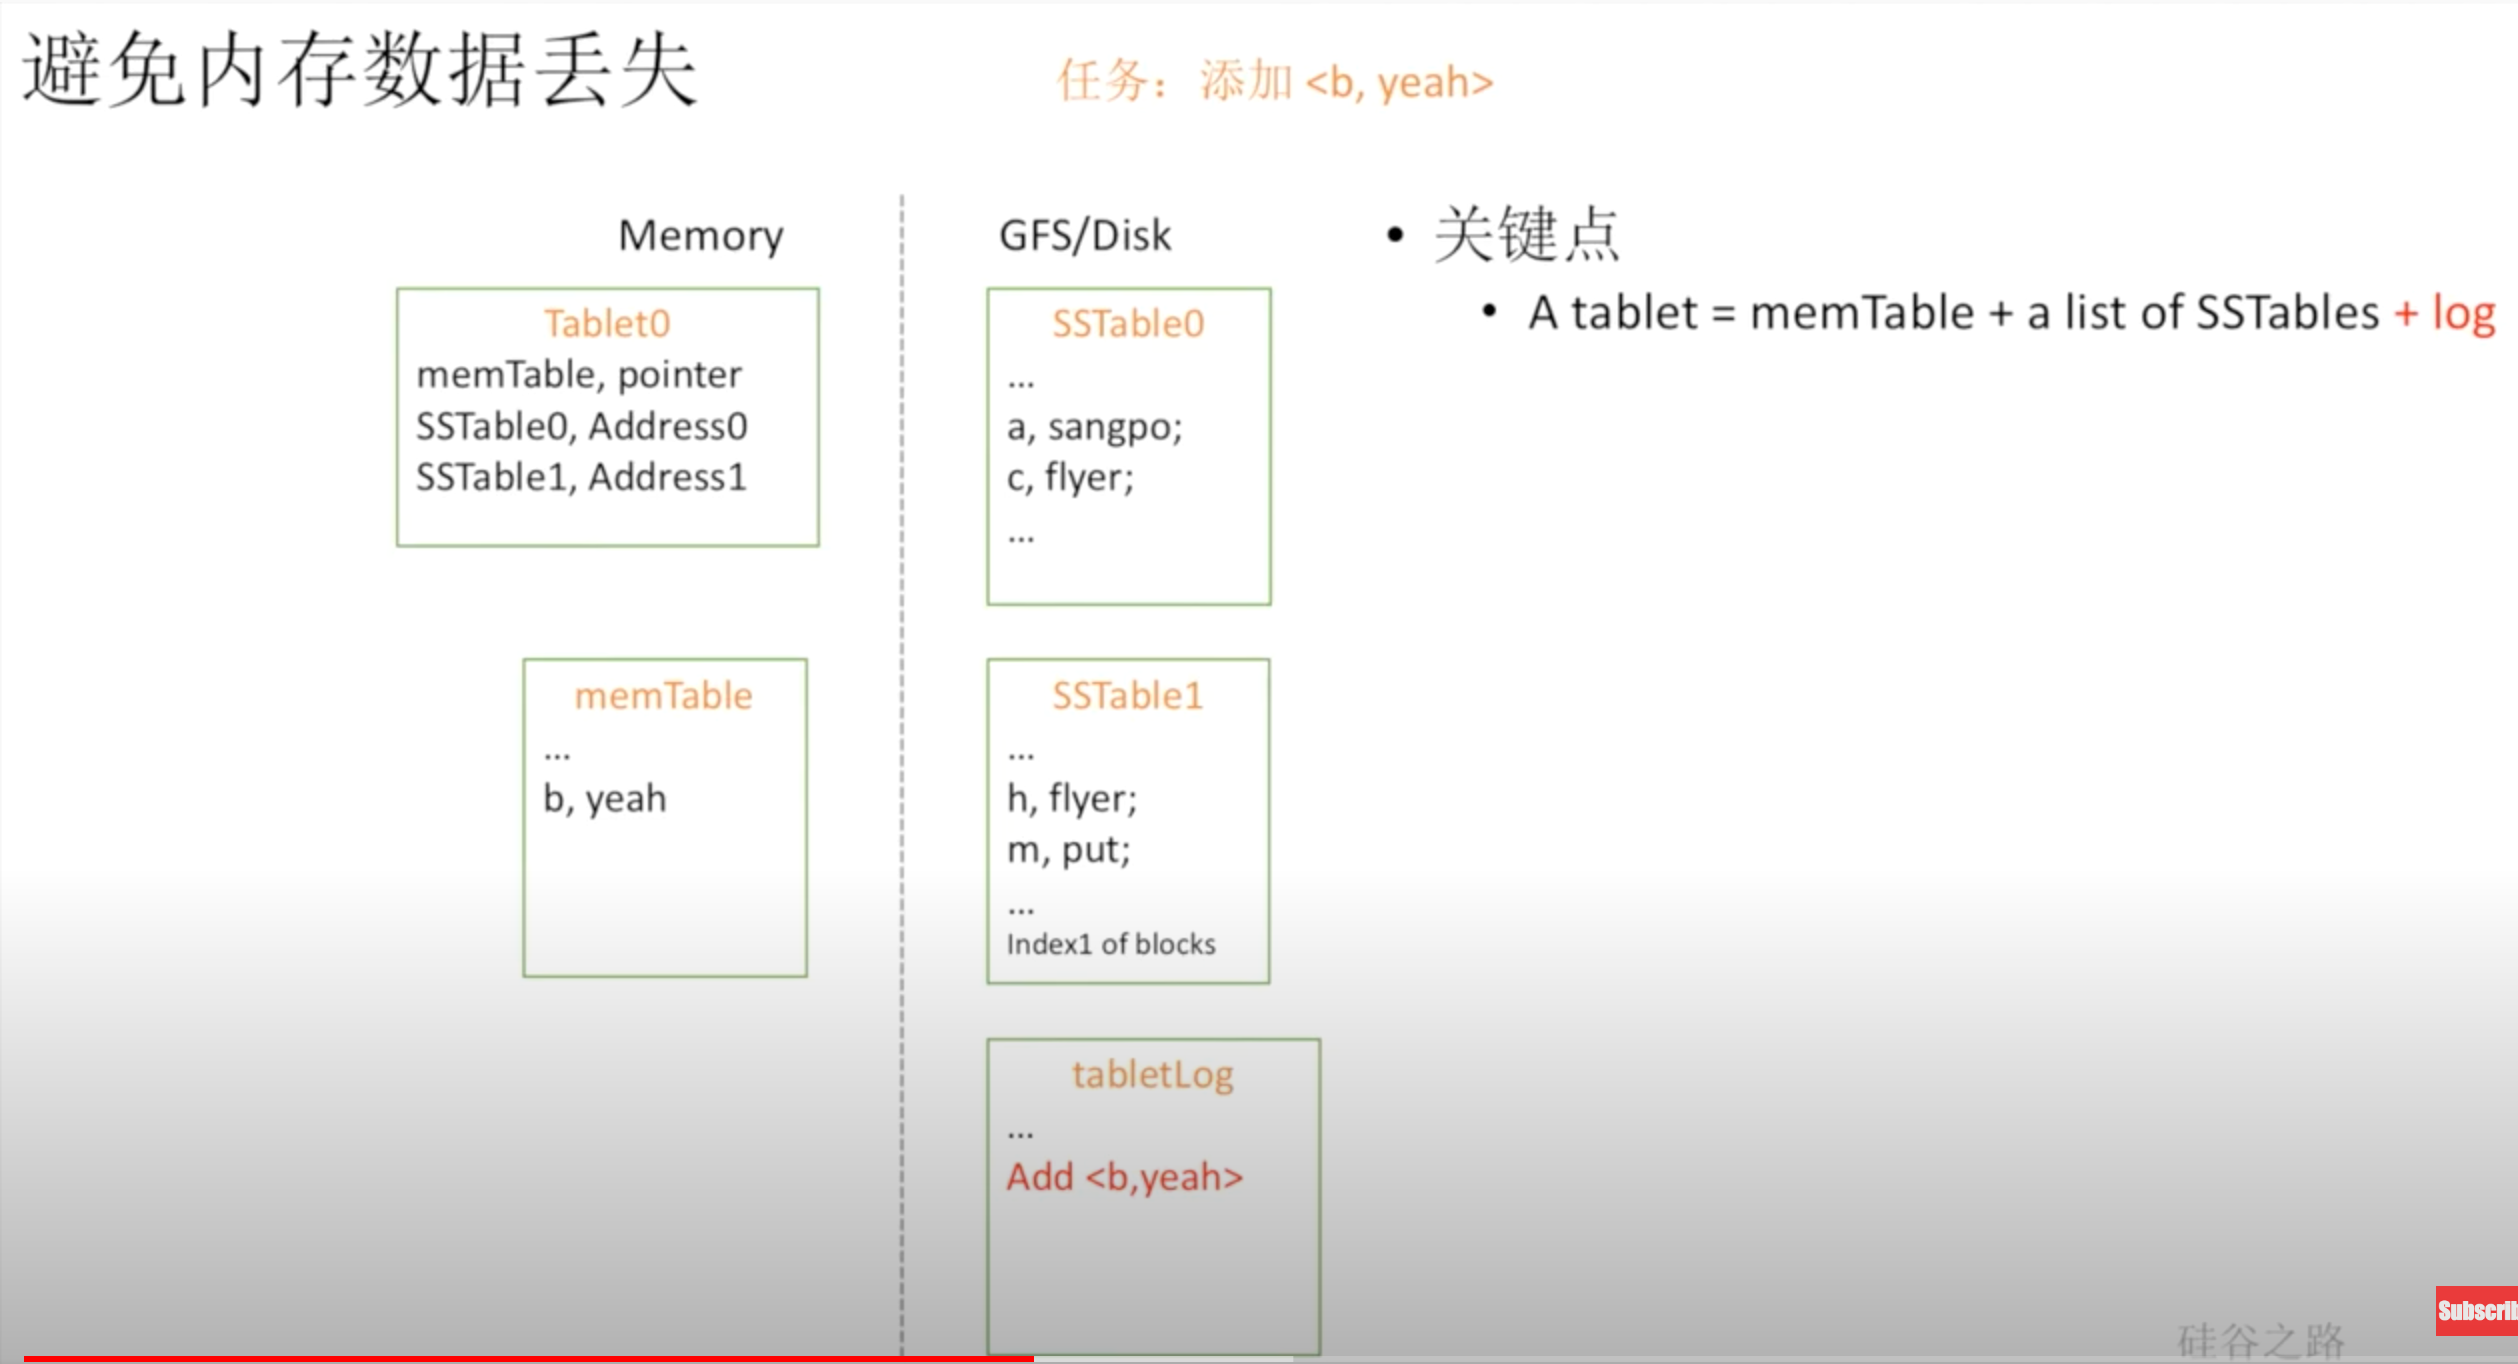 避免内存数据丢失
任务：添加 <b, yeah>
Memory
GFS/Disk
Tablet0
memTable, pointer
SSTable0, Address0
SSTable1, Address1
memTable
...
b, yeah
SSTable0
...
a, sangpo;
c, flyer;
...
SSTable1
...
h, flyer;
m, put;
...
Index1 of blocks
tabletLog
...
Add <b,yeah>
• 关键点
• A tablet = memTable + a list of SSTables + log
Subscrib
硅谷之路